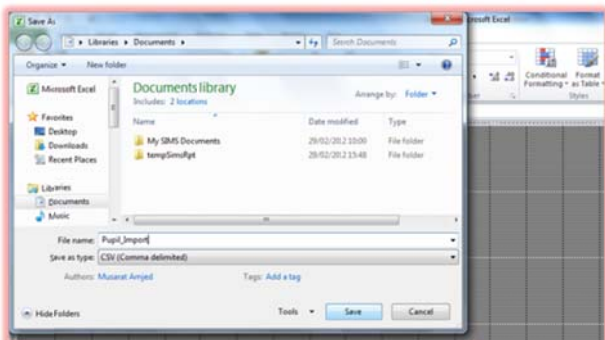 Save As
Microsoft Excel
Libraries ▸ Documents ▸
Search Documents
Organize ▾ New folder
Conditional Formatting ▾
Format as Table ▾
Styles
Microsoft Excel
Favorites
Desktop
Downloads
Recent Places
Libraries
Documents
Music
Documents library
Includes: 2 locations
Arrange by: Folder ▾
Name
Date modified
Type
My SIMS Documents
29/02/2012 10:09
File folder
tempSimsRpt
29/02/2012 15:48
File folder
File name: Pupil_Import
Save as type: CSV (Comma delimited)
Authors: Musarat Amjed
Tags: Add a tag
Hide Folders
Tools ▾
Save
Cancel